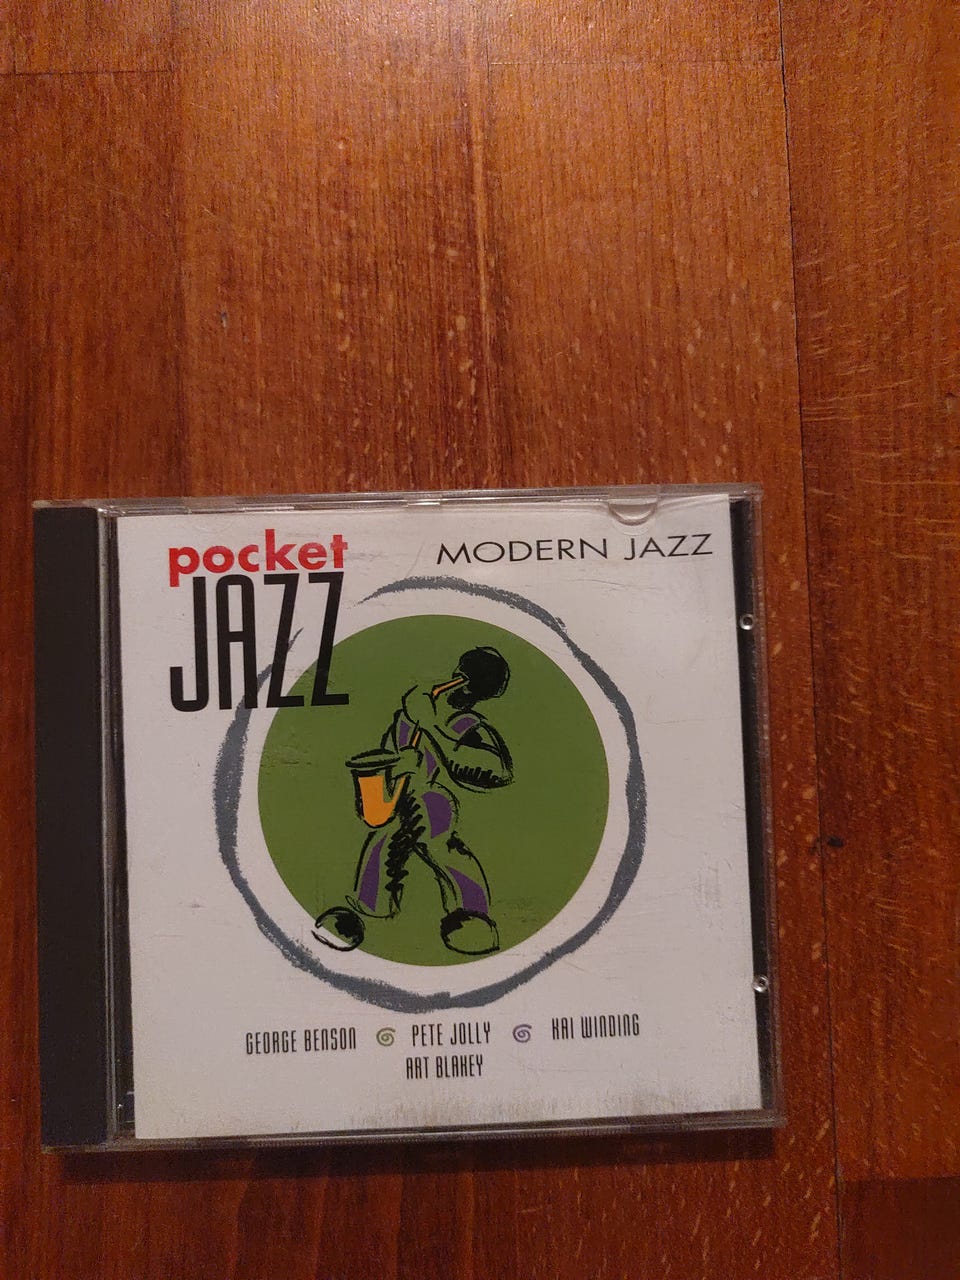 pocket
JAZZ
MODERN JAZZ
GEORGE BENSON PETE JOLLY KAI WINDING
ART BLAKEY